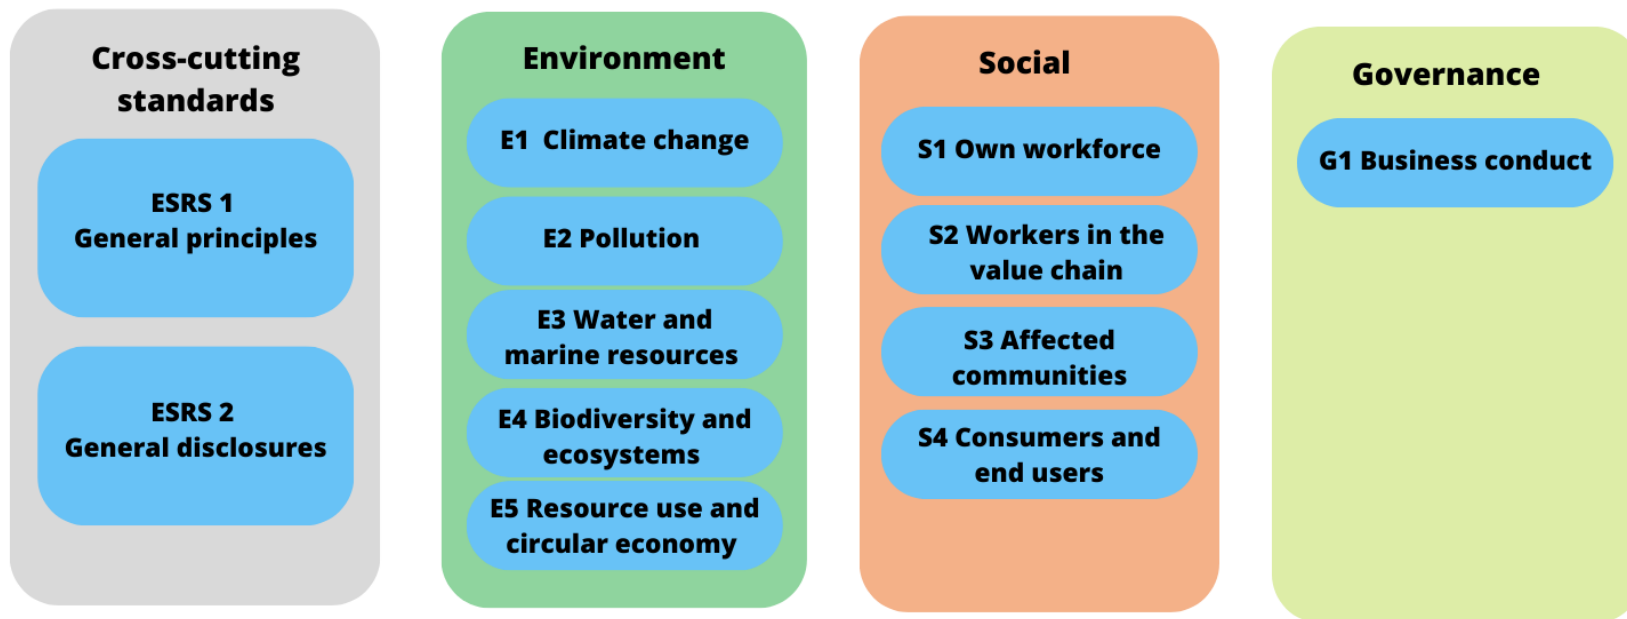 Cross-cutting
standards
ESRS 1
General principles
ESRS 2
General disclosures
Environment
E1 Climate change
E2 Pollution
E3 Water and
marine resources
E4 Biodiversity and
ecosystems
E5 Resource use and
circular economy
Social
S1 Own workforce
S2 Workers in the
value chain
S3 Affected
communities
S4 Consumers and
end users
Governance
G1 Business conduct